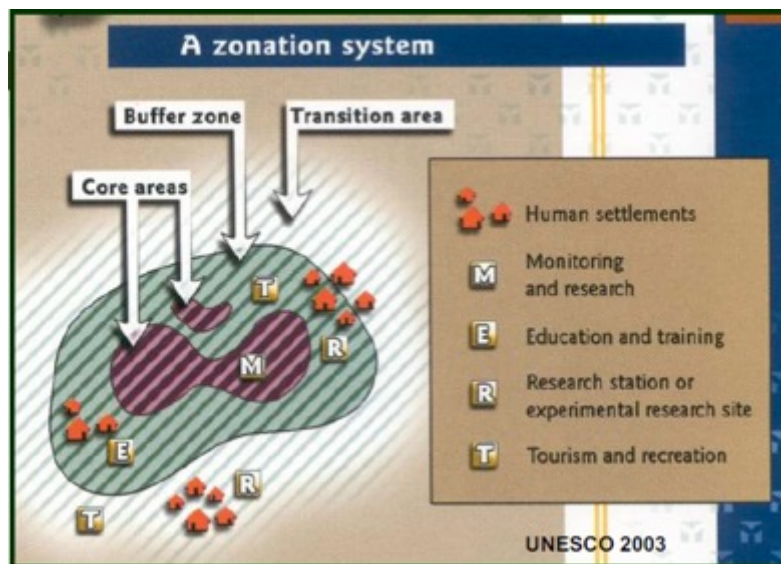 A zonation system
Buffer zone
Transition area
Core areas
T
R
M
E
R
T
Human settlements
M
Monitoring
and research
E
Education and training
R
Research station or
experimental research site
T
Tourism and recreation
UNESCO 2003